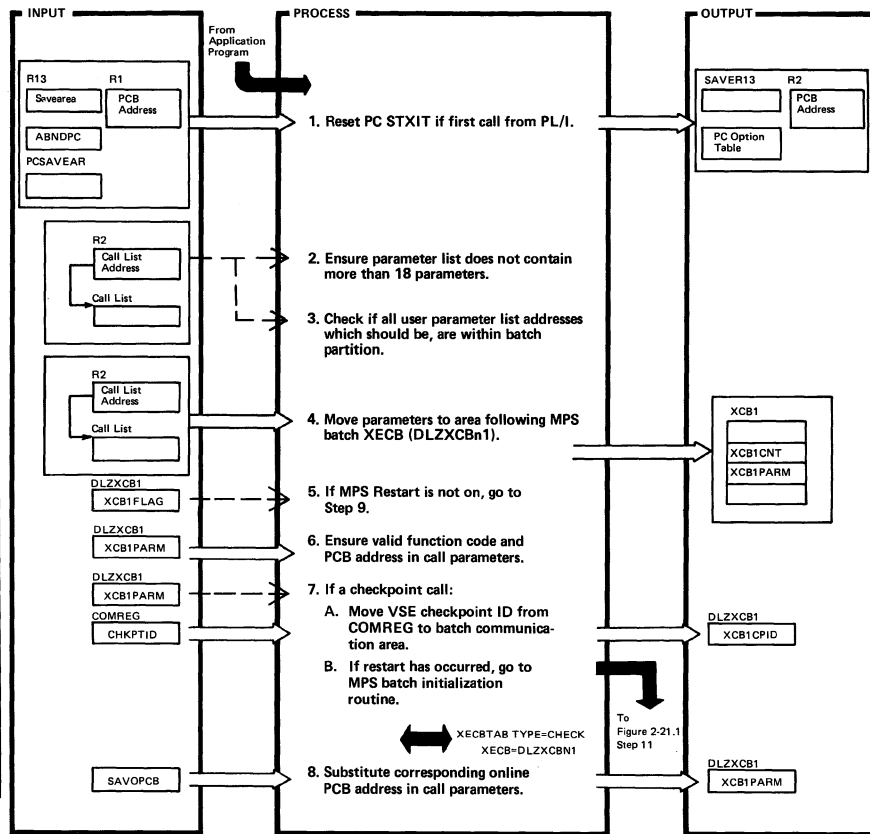 INPUT
PROCESS
OUTPUT
From
Application
Program
R13
R1
Savearea
PCB
Address
ABNDPC
PCSAVEAR
1. Reset PC STXIT if first call from PL/I.
SAVER13
R2
PCB
Address
PC Option
Table
R2
Call List
Address
Call List
2. Ensure parameter list does not contain
more than 18 parameters.
3. Check if all user parameter list addresses
which should be, are within batch
partition.
R2
Call List
Address
Call List
4. Move parameters to area following MPS
batch XECB (DLZXCBn1).
XCB1
XCB1CNT
XCB1PARM
DLZXCB1
XCB1FLAG
5. If MPS Restart is not on, go to
Step 9.
DLZXCB1
XCB1PARM
6. Ensure valid function code and
PCB address in call parameters.
DLZXCB1
XCB1PARM
7. If a checkpoint call:
COMREG
CHKPTID
A. Move VSE checkpoint ID from
COMREG to batch communica-
tion area.
DLZXCB1
XCB1CPID
B. If restart has occurred, go to
MPS batch initialization
routine.
To
Figure 2-21.1
Step 11
XECBTAB TYPE=CHECK
XECB=DLZXCBN1
SAVOPCB
8. Substitute corresponding online
PCB address in call parameters.
DLZXCB1
XCB1PARM